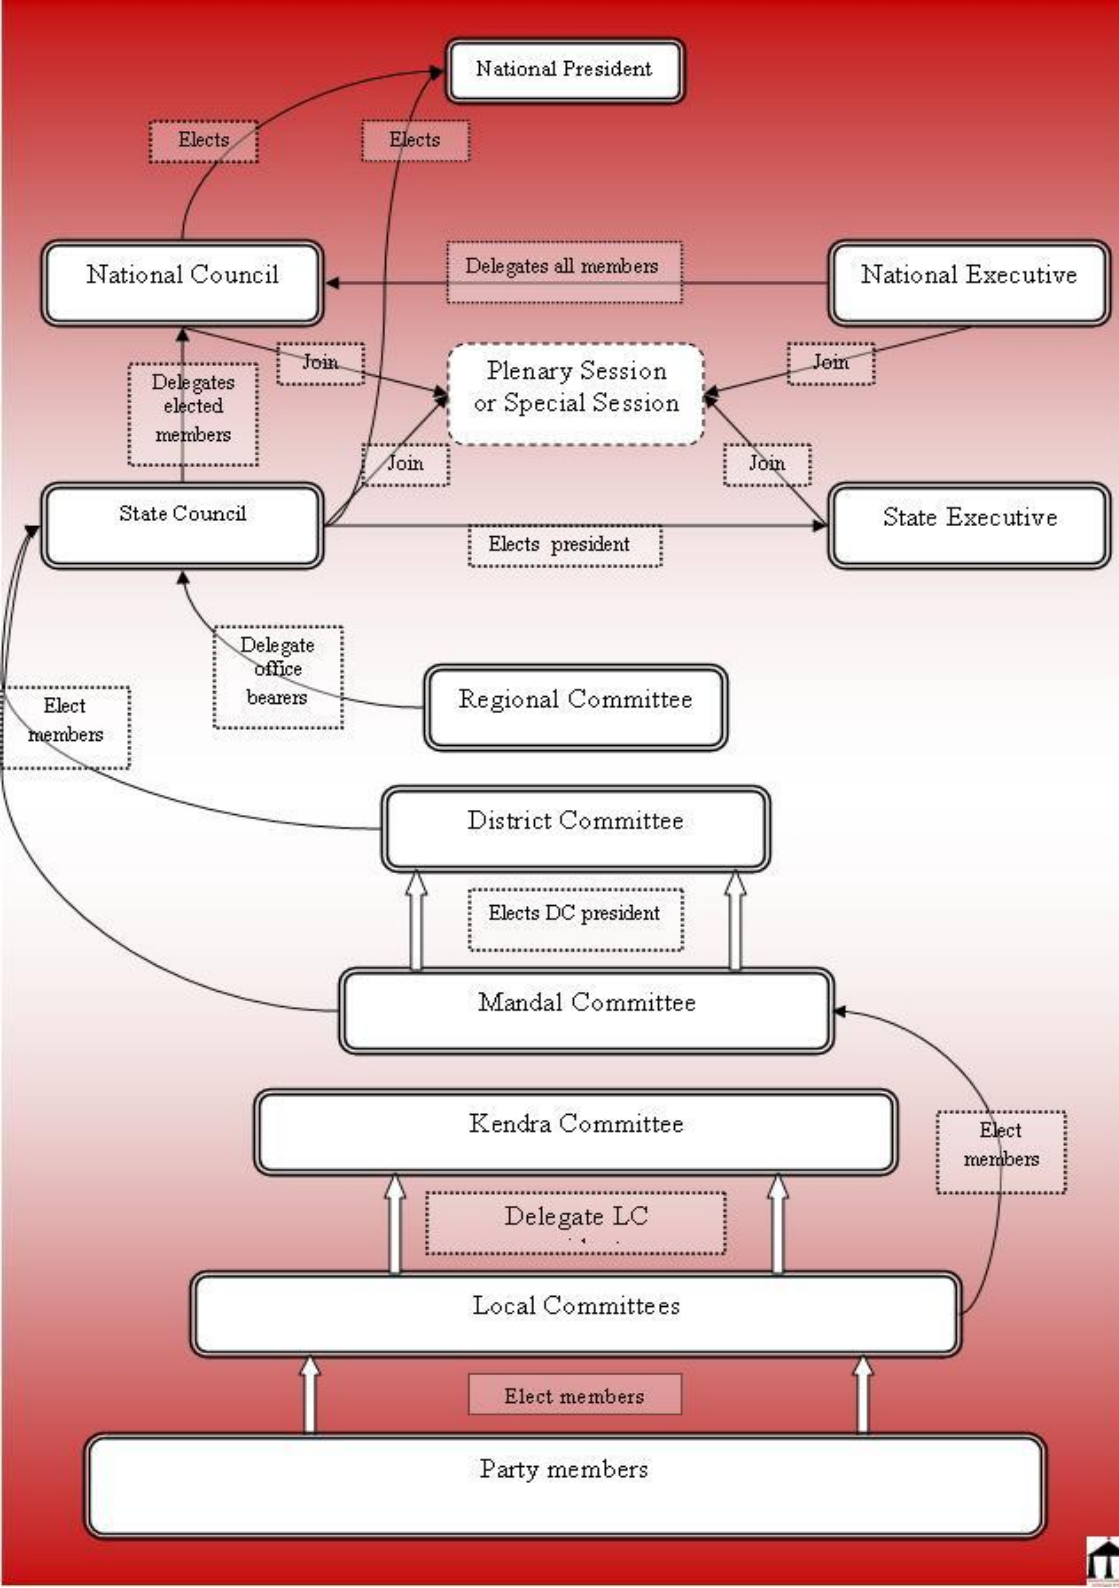 National President
Elects
Elects
National Council
Delegates all members
National Executive
Join
Plenary Session
or Special Session
Join
Delegates
elected
members
Join
Join
State Council
Elects president
State Executive
Delegate
office
bearers
Regional Committee
Elect
members
District Committee
Elects DC president
Mandal Committee
Kendra Committee
Elect
members
Delegate LC
Local Committees
Elect members
Party members